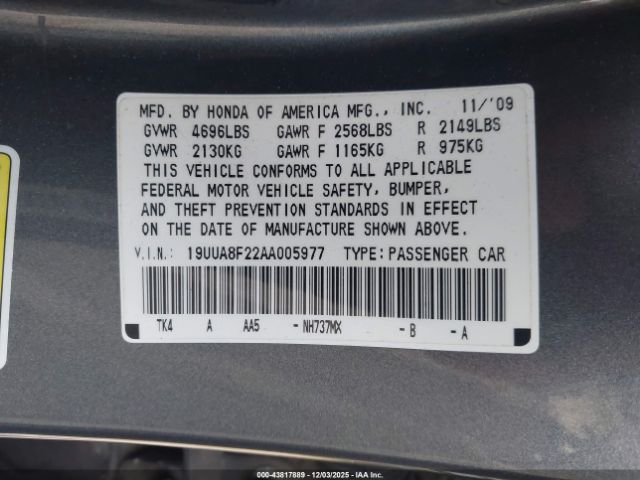 MFD. BY HONDA OF AMERICA MFG., INC. 11/'09
GVWR 4696LBS GAWR F 2568LBS R 2149LBS
GVWR 2130KG GAWR F 1165KG R 975KG
THIS VEHICLE CONFORMS TO ALL APPLICABLE
FEDERAL MOTOR VEHICLE SAFETY, BUMPER,
AND THEFT PREVENTION STANDARDS IN EFFECT
ON THE DATE OF MANUFACTURE SHOWN ABOVE.
V.I.N.: 19UUA8F22AA005977 TYPE: PASSENGER CAR
TK4 A AA5 -NH737MX -B -A
© Image - 43817889 - 12/03/2025 - IAA Inc.